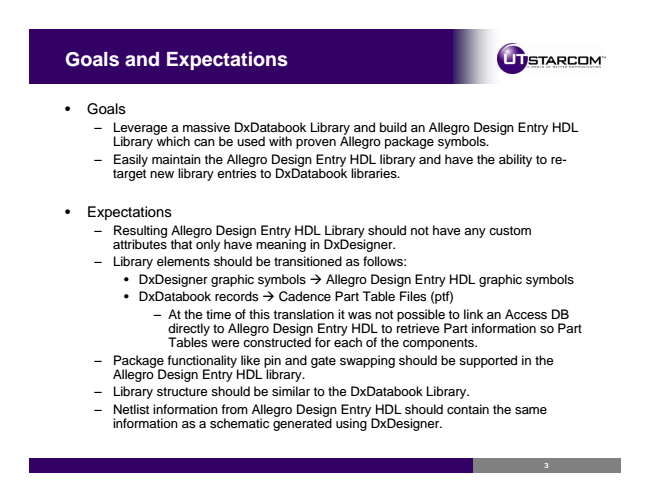 Goals and Expectations
UTSTARCOM™
• Goals
– Leverage a massive DxDatabook Library and build an Allegro Design Entry HDL
Library which can be used with proven Allegro package symbols.
– Easily maintain the Allegro Design Entry HDL library and have the ability to re-
target new library entries to DxDatabook libraries.
• Expectations
– Resulting Allegro Design Entry HDL Library should not have any custom
attributes that only have meaning in DxDesigner.
– Library elements should be transitioned as follows:
• DxDesigner graphic symbols → Allegro Design Entry HDL graphic symbols
• DxDatabook records → Cadence Part Table Files (ptf)
– At the time of this translation it was not possible to link an Access DB
directly to Allegro Design Entry HDL to retrieve Part information so Part
Tables were constructed for each of the components.
– Package functionality like pin and gate swapping should be supported in the
Allegro Design Entry HDL library.
– Library structure should be similar to the DxDatabook Library.
– Netlist information from Allegro Design Entry HDL should contain the same
information as a schematic generated using DxDesigner.
3